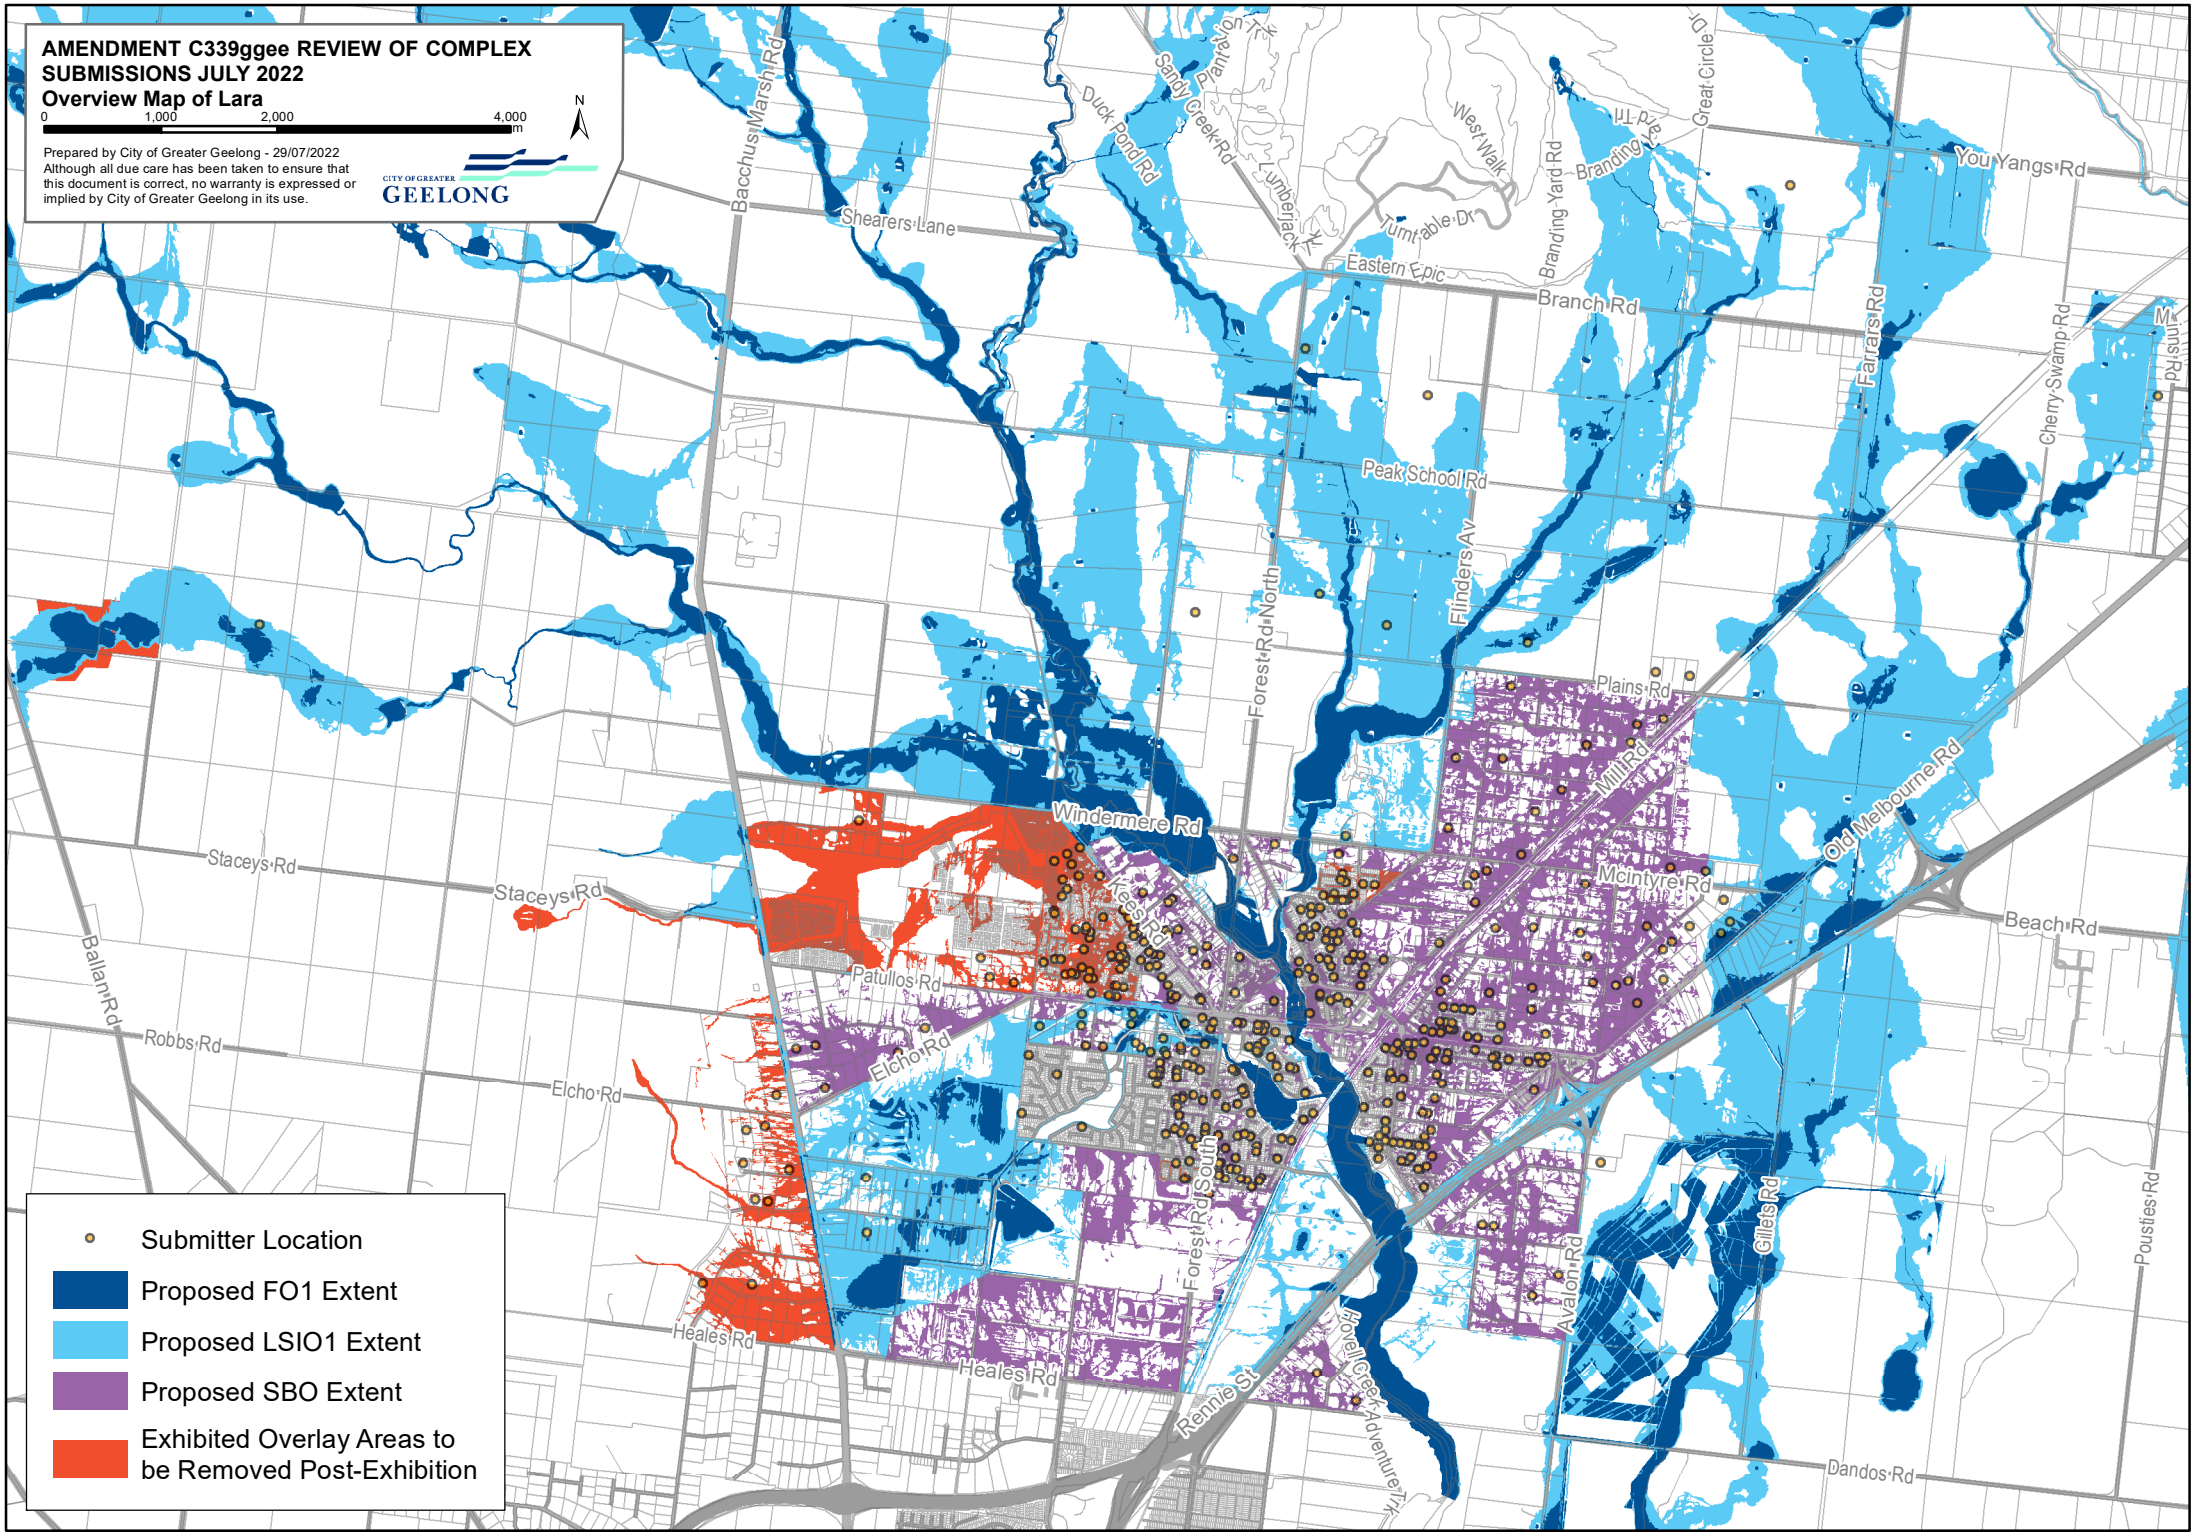 AMENDMENT C339ggee REVIEW OF COMPLEX
SUBMISSIONS JULY 2022
Overview Map of Lara
0 1,000 2,000 4,000
m
N
Prepared by City of Greater Geelong - 29/07/2022
Although all due care has been taken to ensure that
this document is correct, no warranty is expressed or
implied by City of Greater Geelong in its use.
CITY OF GREATER
GEELONG
Bacchus Marsh Rd
Shearers Lane
Duck Pond Rd
Sandy Creek Rd
Plantation Trk
Lumberjack Trk
Turntable Dr
West Walk
Branding Yard Rd
Branding Yard Trl
Great Circle Dr
You Yangs Rd
Eastern Epic
Branch Rd
Farrars Rd
Cherry Swamp Rd
Mcinns Rd
Peak School Rd
Flinders Av
Forest Rd North
Plains Rd
Mill Rd
Old Melbourne Rd
Windermere Rd
Mcintyre Rd
Beach Rd
Kees Rd
Staceys Rd
Staceys Rd
Ballan Rd
Patullos Rd
Robbs Rd
Elcho Rd
Elcho Rd
Forest Rd South
Gillets Rd
Pousties Rd
Avalon Rd
Heales Rd
Heales Rd
Rennie St
Hovell Creek Adventure Trk
Dandos Rd
Submitter Location
Proposed FO1 Extent
Proposed LSIO1 Extent
Proposed SBO Extent
Exhibited Overlay Areas to
be Removed Post-Exhibition